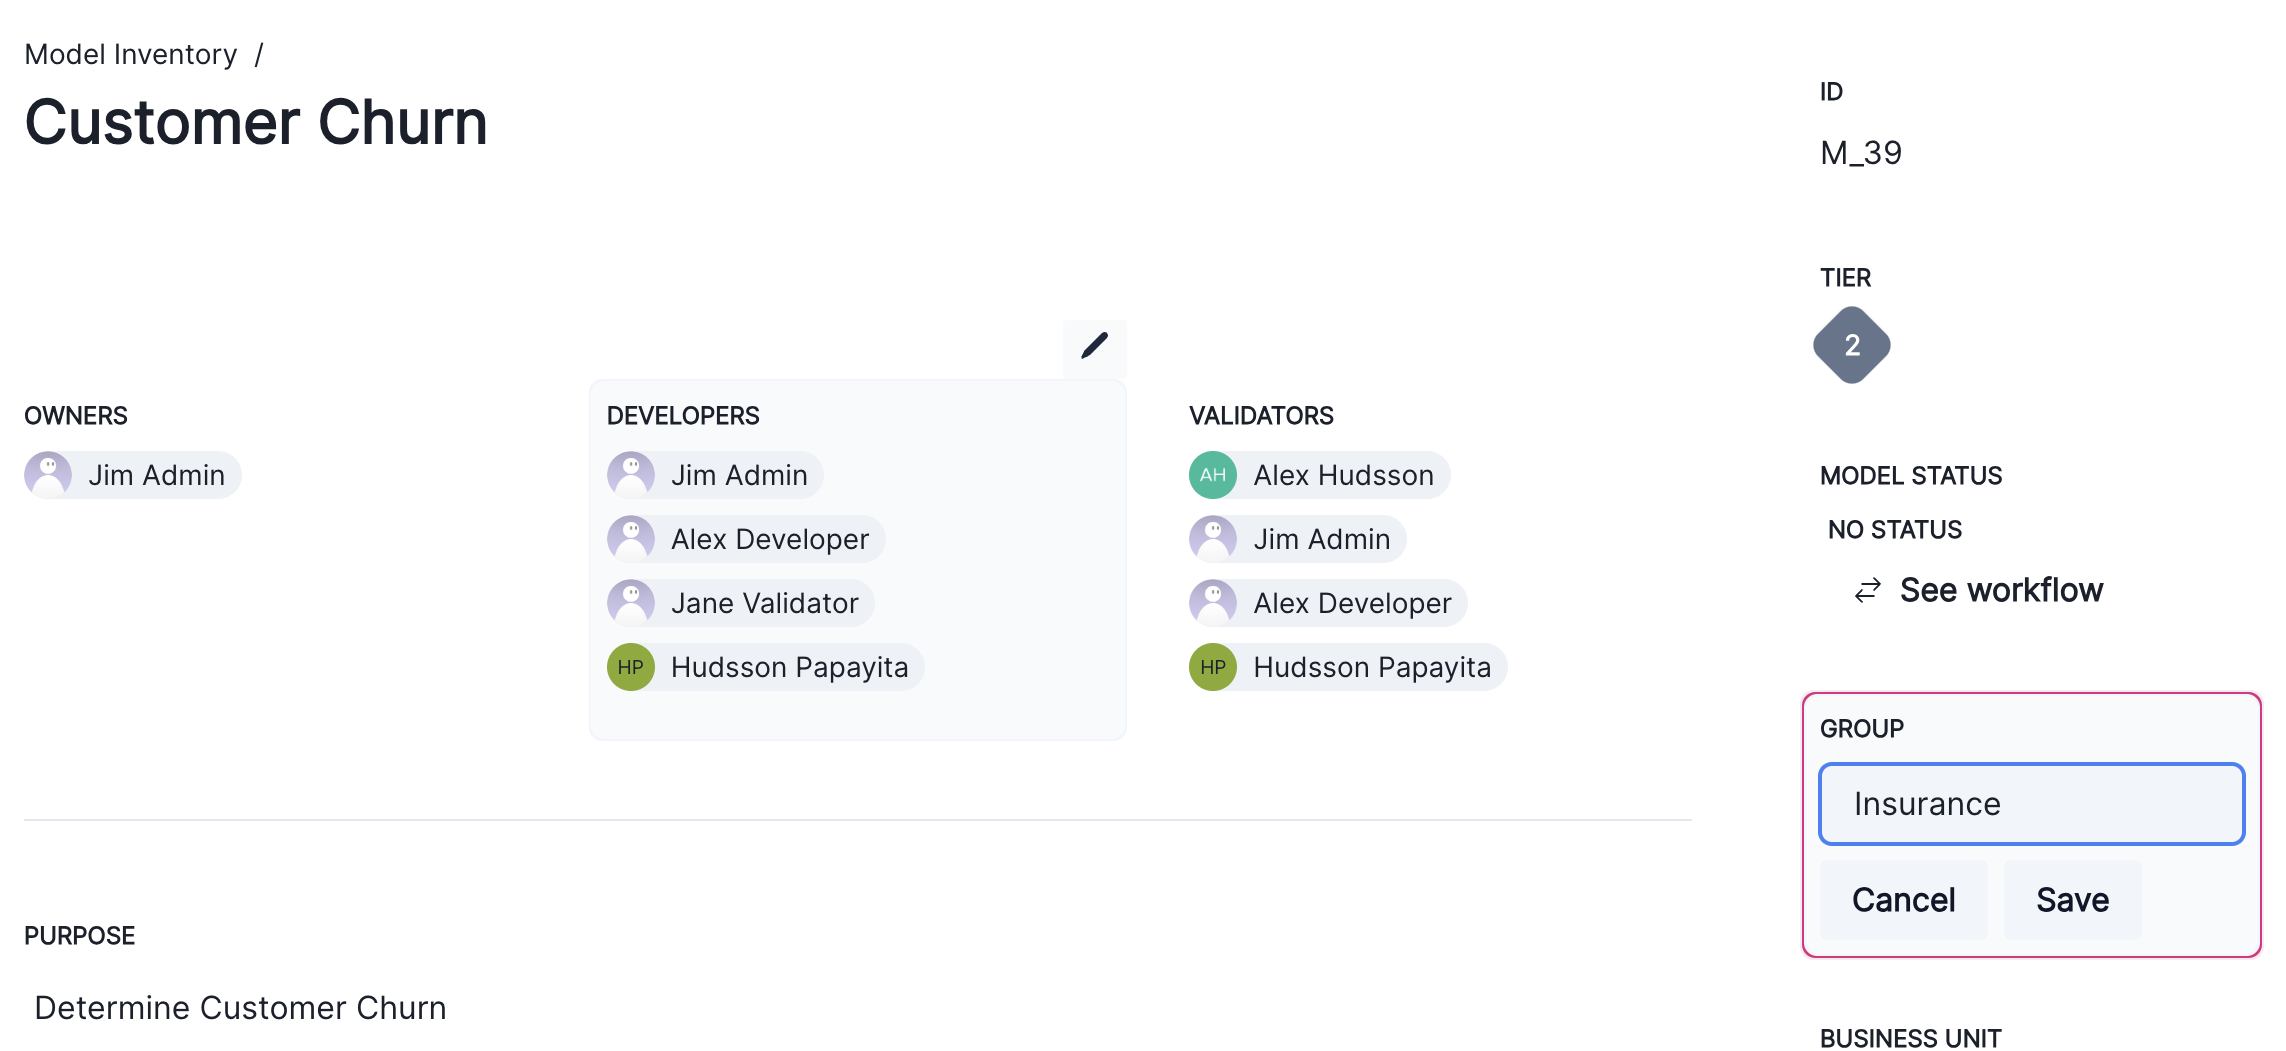 Model Inventory /
Customer Churn
OWNERS
Jim Admin
DEVELOPERS
Jim Admin
Alex Developer
Jane Validator
HP Hudsson Papayita
VALIDATORS
AH Alex Hudsson
Jim Admin
Alex Developer
HP Hudsson Papayita
PURPOSE
Determine Customer Churn
ID
M_39
TIER
2
MODEL STATUS
NO STATUS
See workflow
GROUP
Insurance
Cancel Save
BUSINESS UNIT